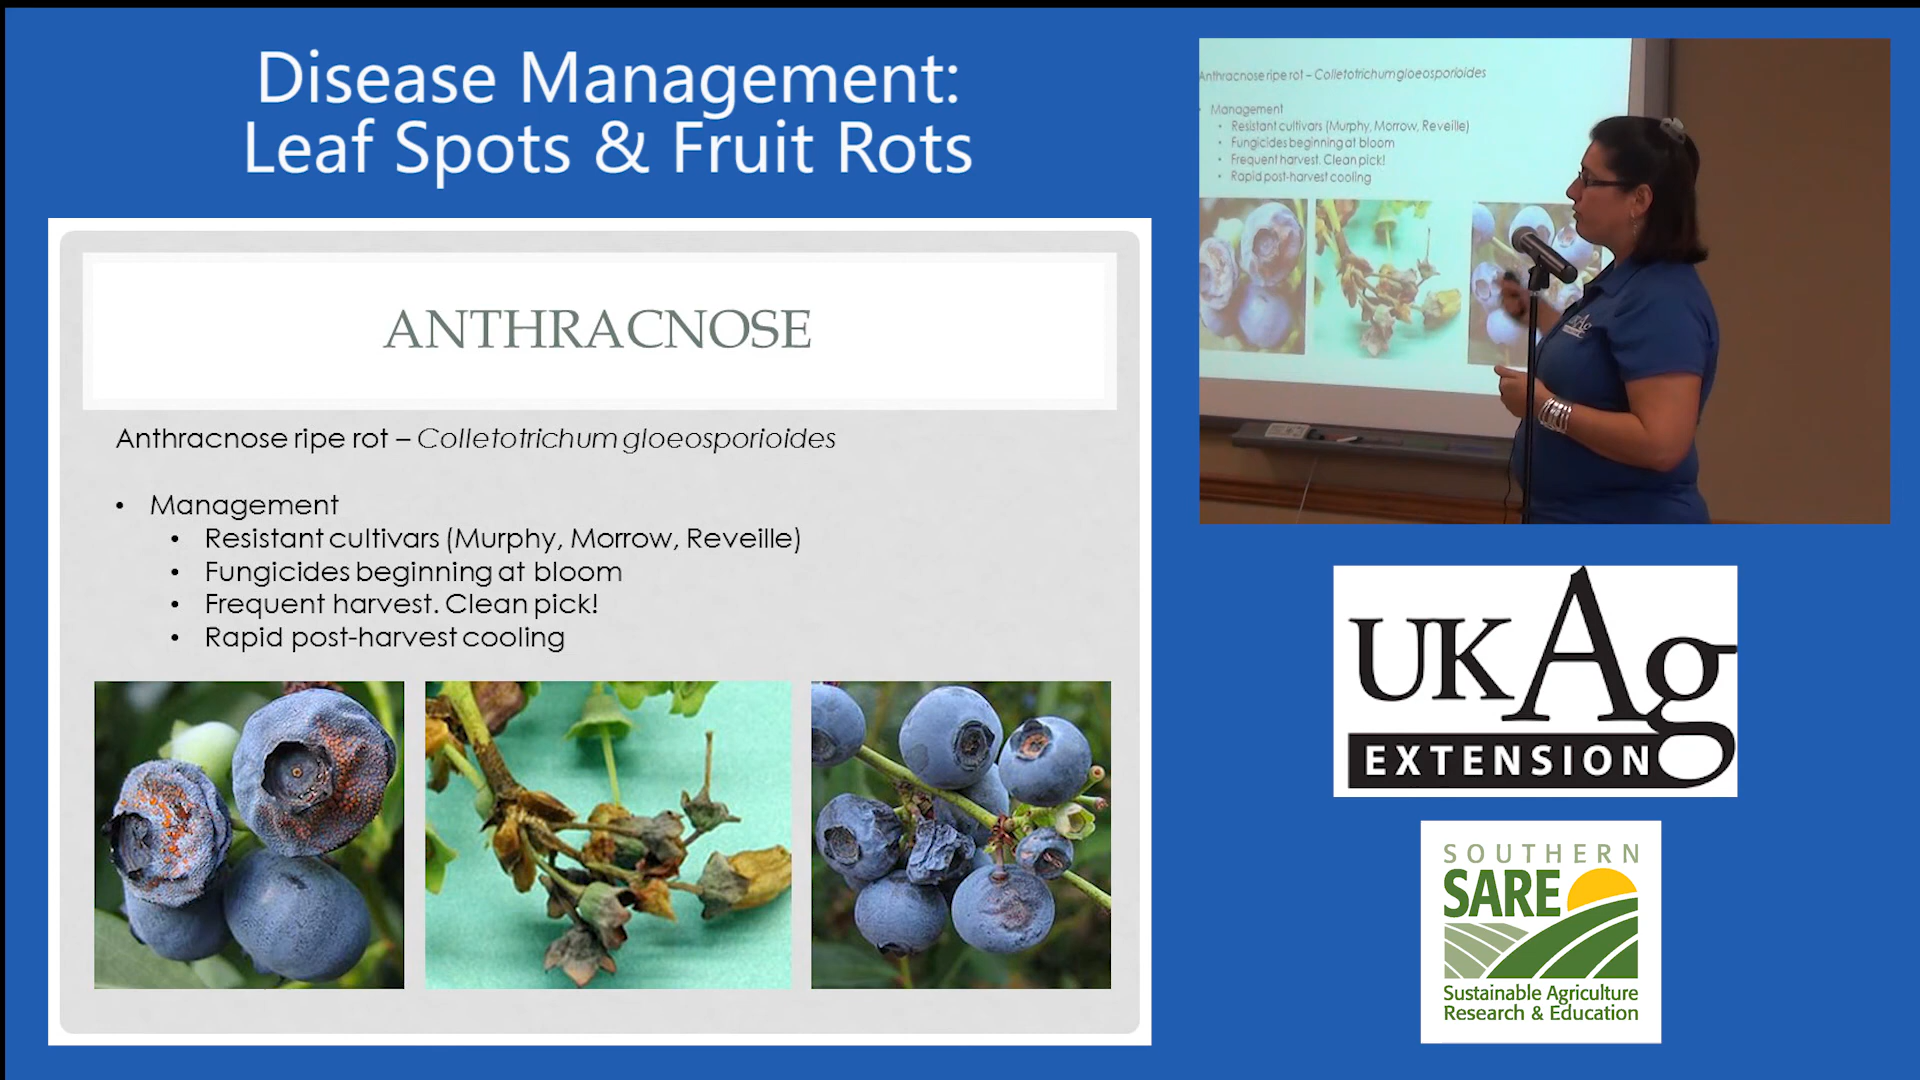 Disease Management:
Leaf Spots & Fruit Rots
ANTHRACNOSE
Anthracnose ripe rot – Colletotrichum gloeosporioides
• Management
• Resistant cultivars (Murphy, Morrow, Reveille)
• Fungicides beginning at bloom
• Frequent harvest. Clean pick!
• Rapid post-harvest cooling
Anthracnose ripe rot – Colletotrichum gloeosporioides
• Management
• Resistant cultivars (Murphy, Morrow, Reveille)
• Fungicides beginning at bloom
• Frequent harvest. Clean pick!
• Rapid post-harvest cooling
UKAg
UKAg
EXTENSION
SOUTHERN
SARE
Sustainable Agriculture
Research & Education